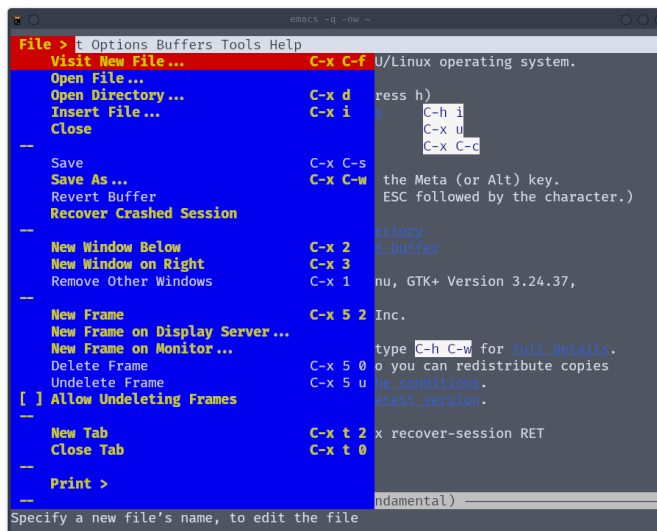 emacs -q -nw ~
File > t Options Buffers Tools Help
Visit New File... C-x C-f U/Linux operating system.
Open File...
Open Directory... C-x d ress h)
Insert File... C-x i s C-h i
Close C-x u
-- C-x C-c
Save C-x C-s
Save As... C-x C-w the Meta (or Alt) key.
Revert Buffer ESC followed by the character.)
Recover Crashed Session
-- ectory
New Window Below C-x 2 * buffer
New Window on Right C-x 3
Remove Other Windows C-x 1 nu, GTK+ Version 3.24.37,
--
New Frame C-x 5 2 Inc.
New Frame on Display Server...
New Frame on Monitor... type C-h C-w for full details.
Delete Frame C-x 5 0 o you can redistribute copies
Undelete Frame C-x 5 u he conditions.
[ ] Allow Undeleting Frames atest version.
--
New Tab C-x t 2 x recover-session RET
Close Tab C-x t 0
--
Print >
-- ndamental)
Specify a new file's name, to edit the file